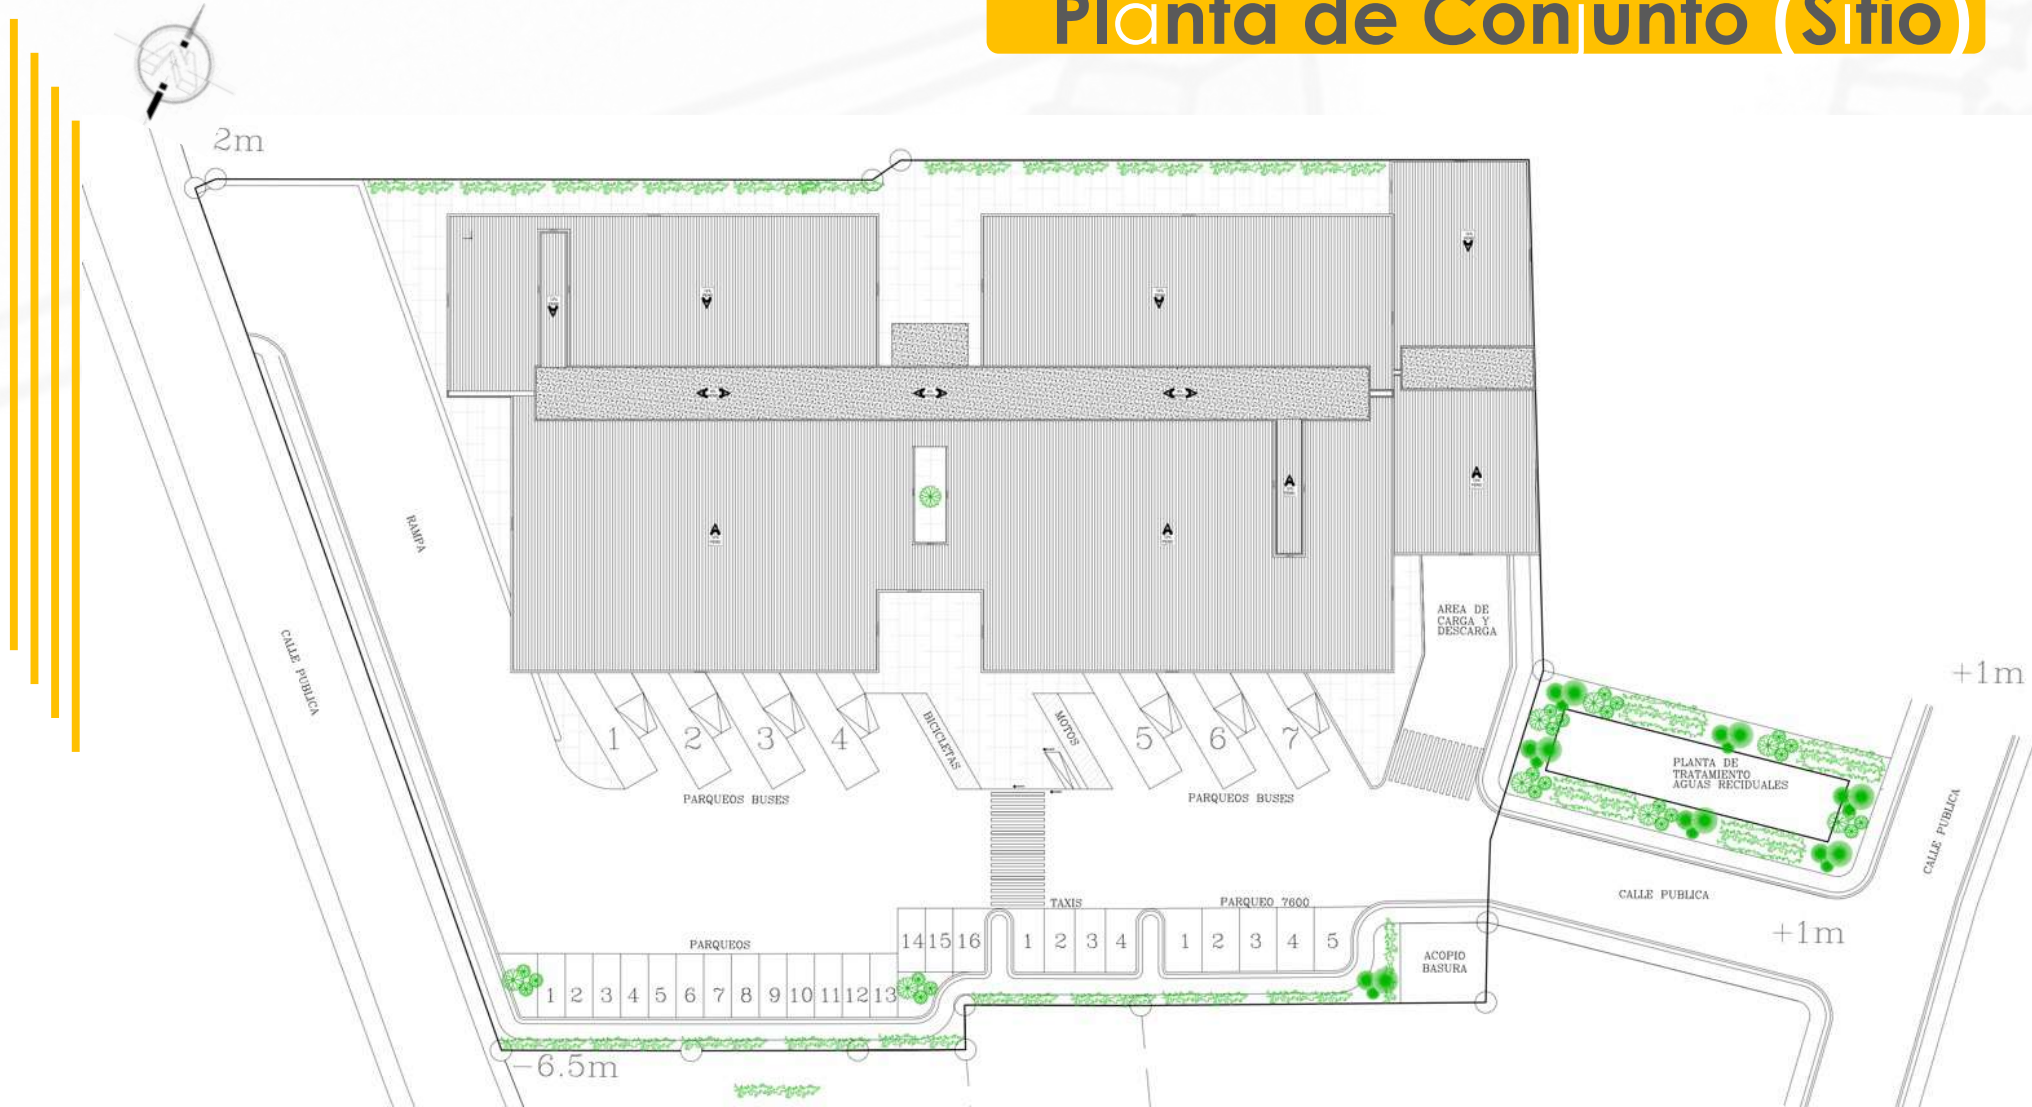 Planta de Conjunto (Sitio)
2m
RAMPA
CALLE PUBLICA
AREA DE
CARGA Y
DESCARGA
+1m
1 2 3 4
BICICLETAS
MOTOS
5 6 7
PARQUEOS BUSES
PARQUEOS BUSES
PLANTA DE
TRATAMIENTO
AGUAS RECIDUALES
CALLE PUBLICA
CALLE PUBLICA
+1m
TAXIS
PARQUEO 7600
14 15 16
1 2 3 4
1 2 3 4 5
PARQUEOS
1 2 3 4 5 6 7 8 9 10 11 12 13
ACOPIO
BASURA
-6.5m